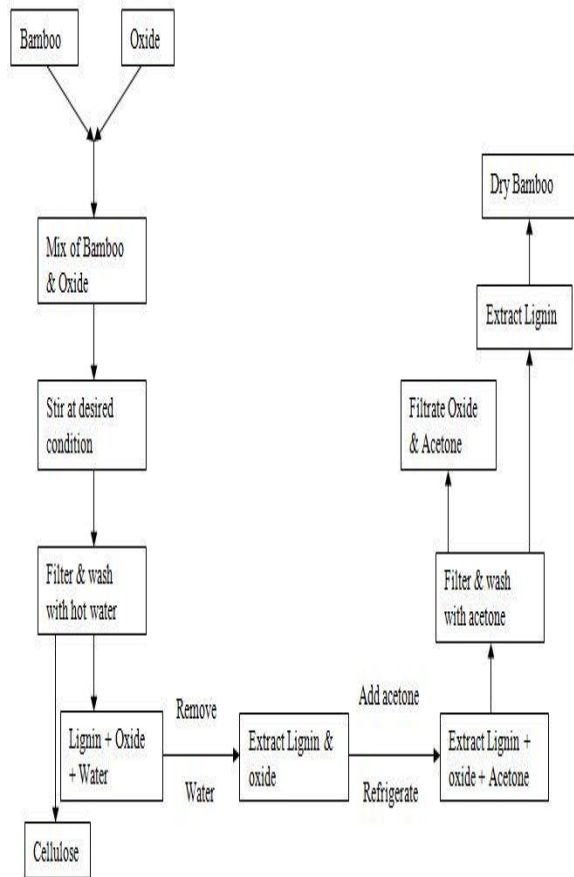 Bamboo
Oxide
Mix of Bamboo
& Oxide
Stir at desired
condition
Filter & wash
with hot water
Lignin + Oxide
+ Water
Cellulose
Remove
Water
Extract Lignin &
oxide
Add acetone
Refrigerate
Extract Lignin +
oxide + Acetone
Filter & wash
with acetone
Filtrate Oxide
& Acetone
Extract Lignin
Dry Bamboo